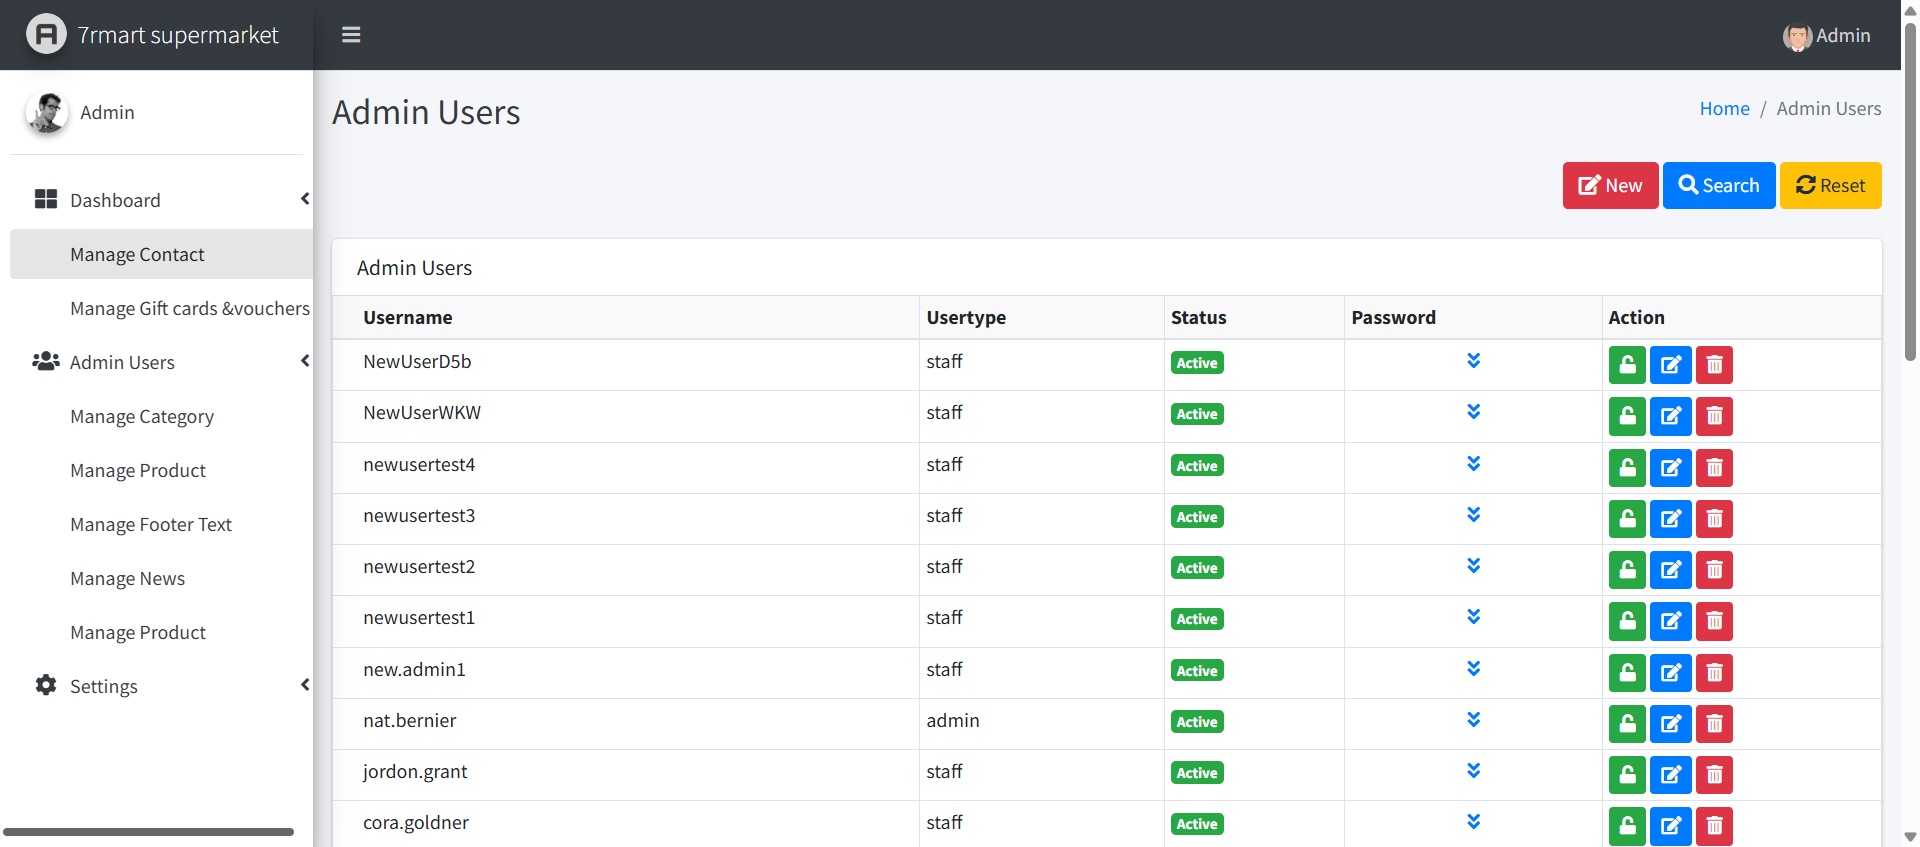 7rmart supermarket
Admin
Admin
Dashboard
Manage Contact
Manage Gift cards &vouchers
Admin Users
Manage Category
Manage Product
Manage Footer Text
Manage News
Manage Product
Settings
Admin Users
Home / Admin Users
New Search Reset
Admin Users
Username Usertype Status Password Action
NewUserD5b staff Active
NewUserWKW staff Active
newusertest4 staff Active
newusertest3 staff Active
newusertest2 staff Active
newusertest1 staff Active
new.admin1 staff Active
nat.bernier admin Active
jordon.grant staff Active
cora.goldner staff Active